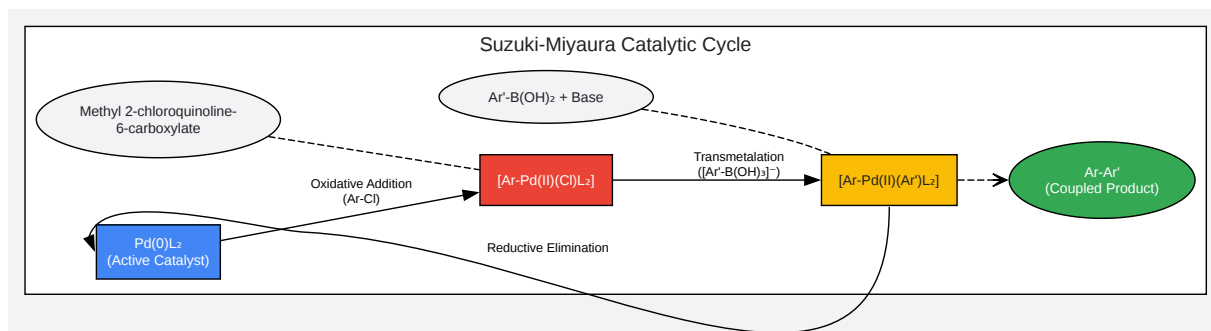 Suzuki-Miyaura Catalytic Cycle
Methyl 2-chloroquinoline-
6-carboxylate
Ar'-B(OH)₂ + Base
Oxidative Addition
(Ar-Cl)
[Ar-Pd(II)(Cl)L₂]
Transmetalation
([Ar'-B(OH)₃]⁻)
[Ar-Pd(II)(Ar')L₂]
Ar-Ar'
(Coupled Product)
Pd(0)L₂
(Active Catalyst)
Reductive Elimination